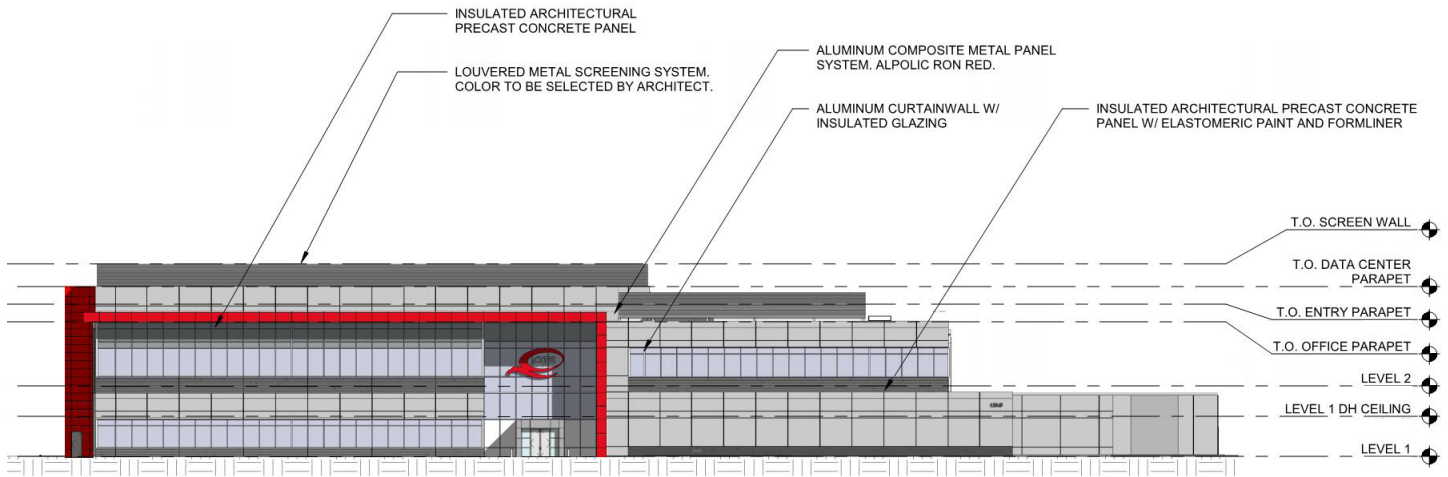 INSULATED ARCHITECTURAL
PRECAST CONCRETE PANEL
LOUVERED METAL SCREENING SYSTEM.
COLOR TO BE SELECTED BY ARCHITECT.
ALUMINUM COMPOSITE METAL PANEL
SYSTEM. ALPOLIC RON RED.
ALUMINUM CURTAINWALL W/
INSULATED GLAZING
INSULATED ARCHITECTURAL PRECAST CONCRETE
PANEL W/ ELASTOMERIC PAINT AND FORMLINER
T.O. SCREEN WALL
T.O. DATA CENTER
PARAPET
T.O. ENTRY PARAPET
T.O. OFFICE PARAPET
LEVEL 2
LEVEL 1 DH CEILING
LEVEL 1